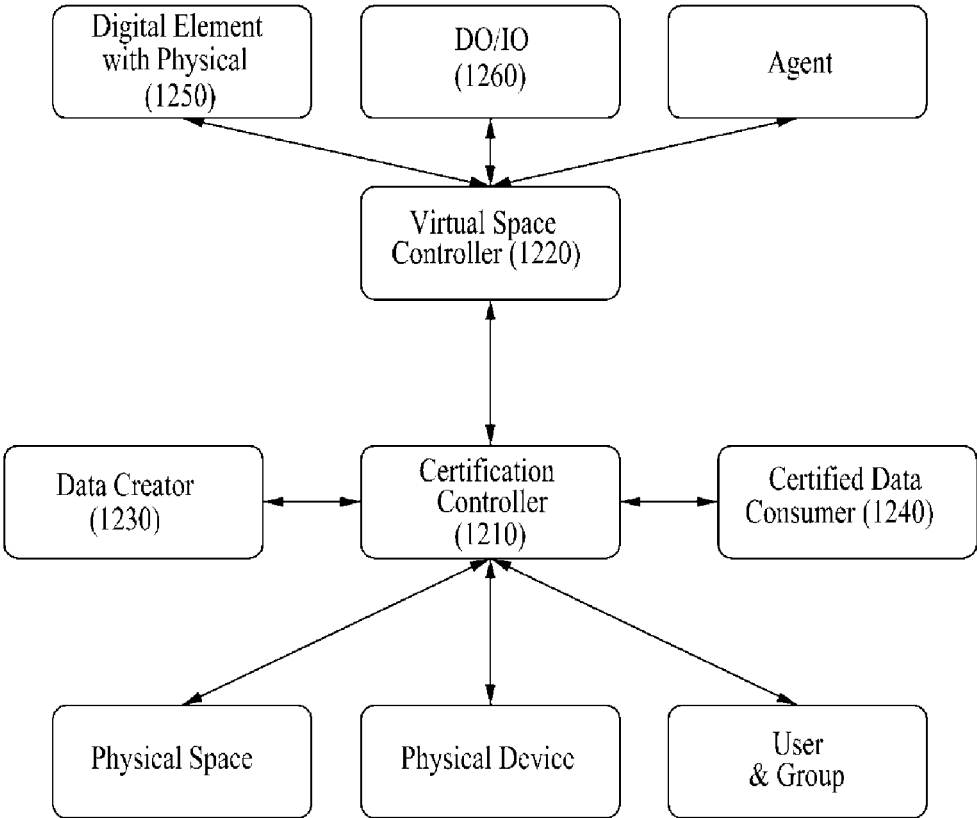 Digital Element
with Physical
(1250)
DO/IO
(1260)
Agent
Virtual Space
Controller (1220)
Data Creator
(1230)
Certification
Controller
(1210)
Certified Data
Consumer (1240)
Physical Space
Physical Device
User
& Group